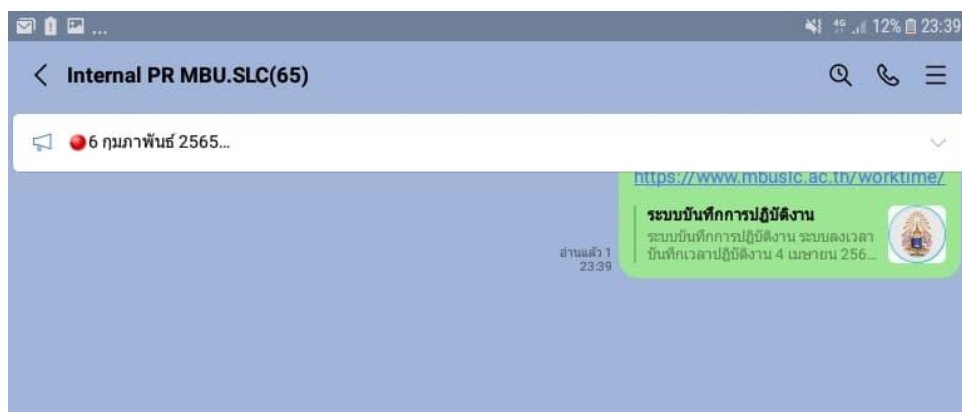 ... 4G 12% 23:39
Internal PR MBU.SLC(65)
6 กุมภาพันธ์ 2565...
https://www.mbuslc.ac.th/worktime/
ระบบบันทึกการปฏิบัติงาน
ระบบบันทึกการปฏิบัติงาน ระบบลงเวลา
บันทึกเวลาปฏิบัติงาน 4 เมษายน 256...
อ่านแล้ว 1
23:39